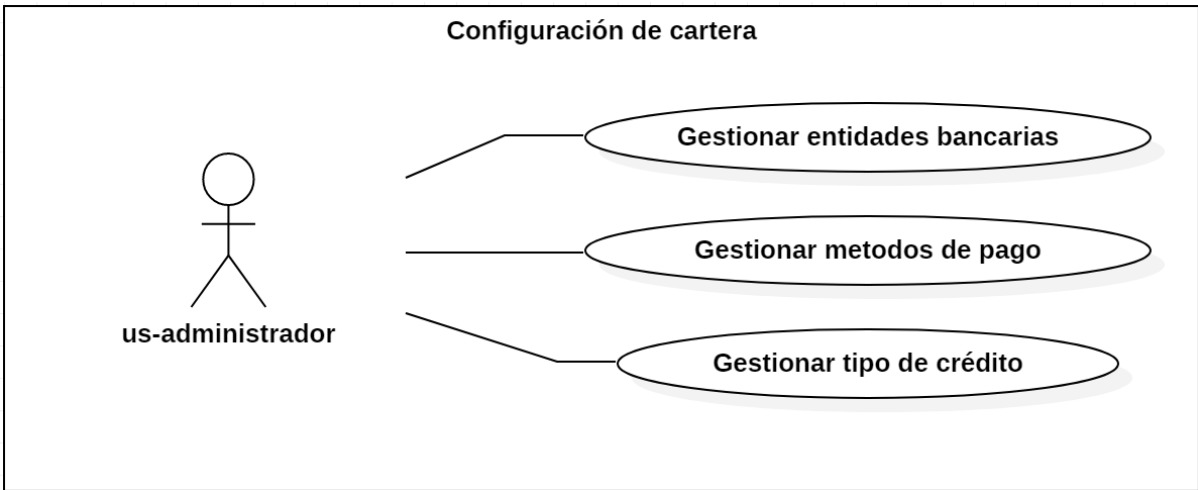 Configuración de cartera
Gestionar entidades bancarias
Gestionar metodos de pago
us-administrador
Gestionar tipo de crédito